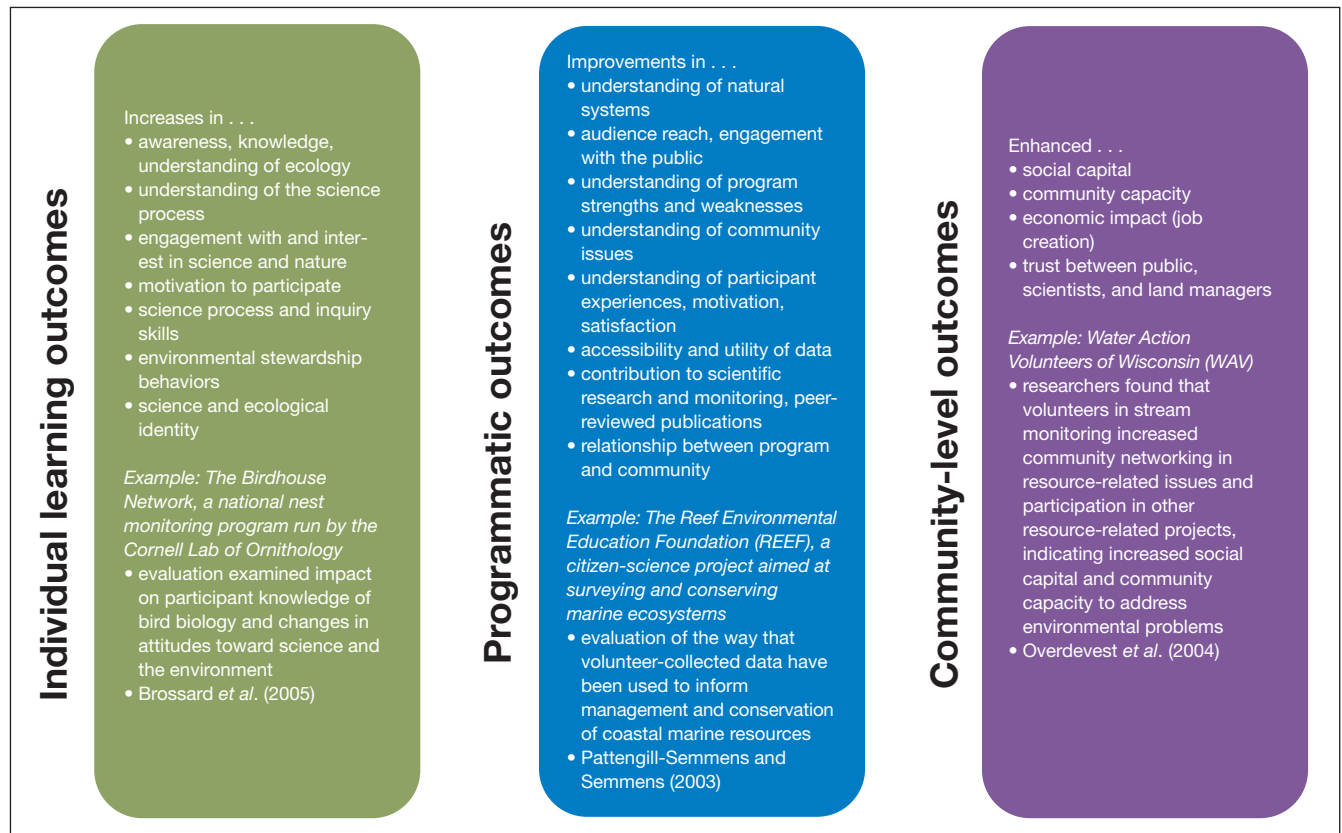 Individual learning outcomes
Increases in . . .
• awareness, knowledge,
understanding of ecology
• understanding of the science
process
• engagement with and inter-
est in science and nature
• motivation to participate
• science process and inquiry
skills
• environmental stewardship
behaviors
• science and ecological
identity
Example: The Birdhouse
Network, a national nest
monitoring program run by the
Cornell Lab of Ornithology
• evaluation examined impact
on participant knowledge of
bird biology and changes in
attitudes toward science and
the environment
• Brossard et al. (2005)
Programmatic outcomes
Improvements in . . .
• understanding of natural
systems
• audience reach, engagement
with the public
• understanding of program
strengths and weaknesses
• understanding of community
issues
• understanding of participant
experiences, motivation,
satisfaction
• accessibility and utility of data
• contribution to scientific
research and monitoring, peer-
reviewed publications
• relationship between program
and community
Example: The Reef Environmental
Education Foundation (REEF), a
citizen-science project aimed at
surveying and conserving
marine ecosystems
• evaluation of the way that
volunteer-collected data have
been used to inform
management and conservation
of coastal marine resources
• Pattengill-Semmens and
Semmens (2003)
Community-level outcomes
Enhanced . . .
• social capital
• community capacity
• economic impact (job
creation)
• trust between public,
scientists, and land managers
Example: Water Action
Volunteers of Wisconsin (WAV)
• researchers found that
volunteers in stream
monitoring increased
community networking in
resource-related issues and
participation in other
resource-related projects,
indicating increased social
capital and community
capacity to address
environmental problems
• Overdevest et al. (2004)